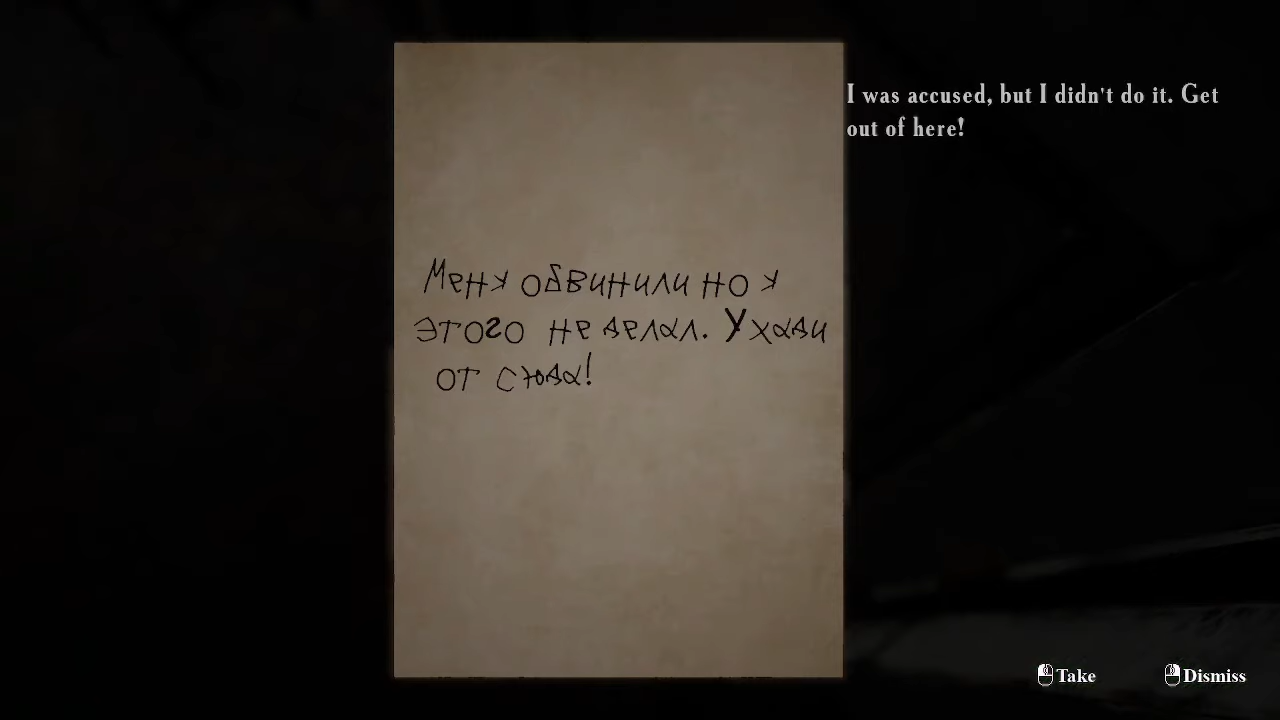 I was accused, but I didn't do it. Get
out of here!
Мену обвинили но у
этого не делал. Уходи
от сюда!
Take
Dismiss